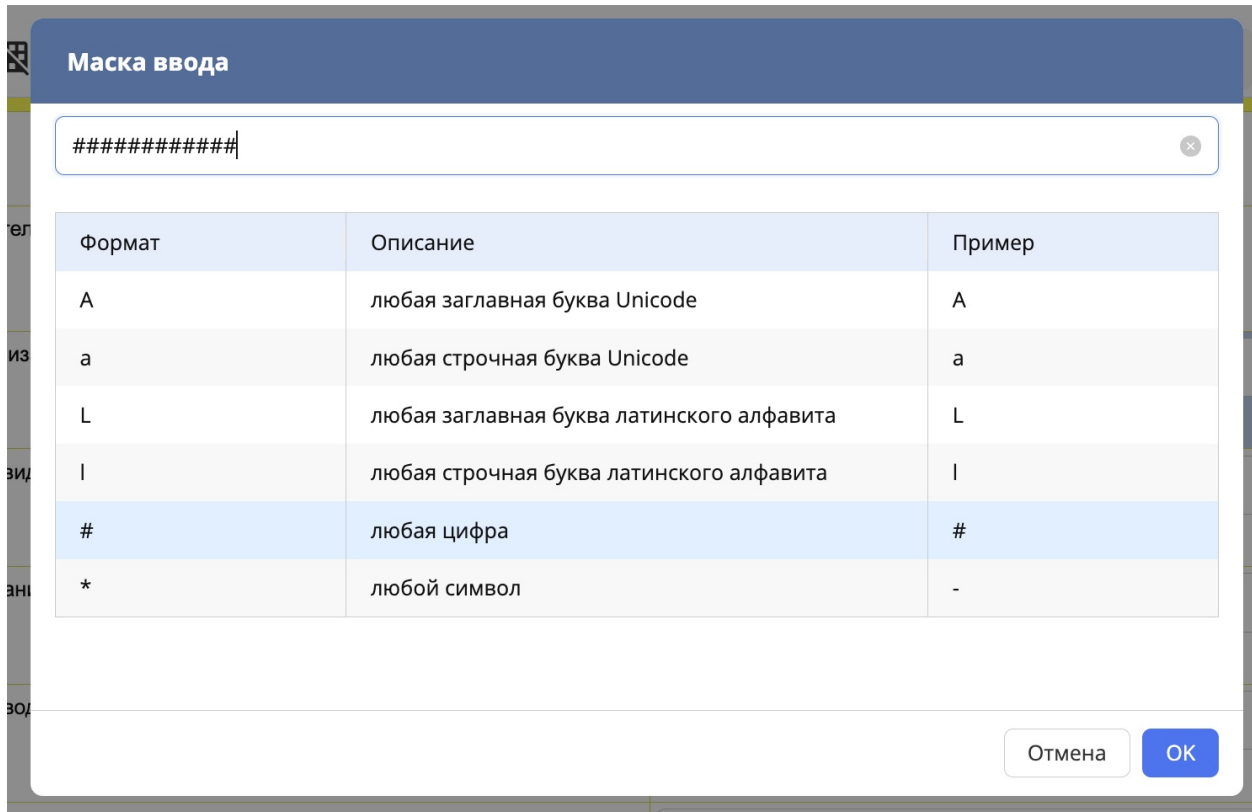 Маска ввода
############
Формат Описание Пример
A любая заглавная буква Unicode A
a любая строчная буква Unicode a
L любая заглавная буква латинского алфавита L
l любая строчная буква латинского алфавита l
# любая цифра #
* любой символ -
Отмена OK